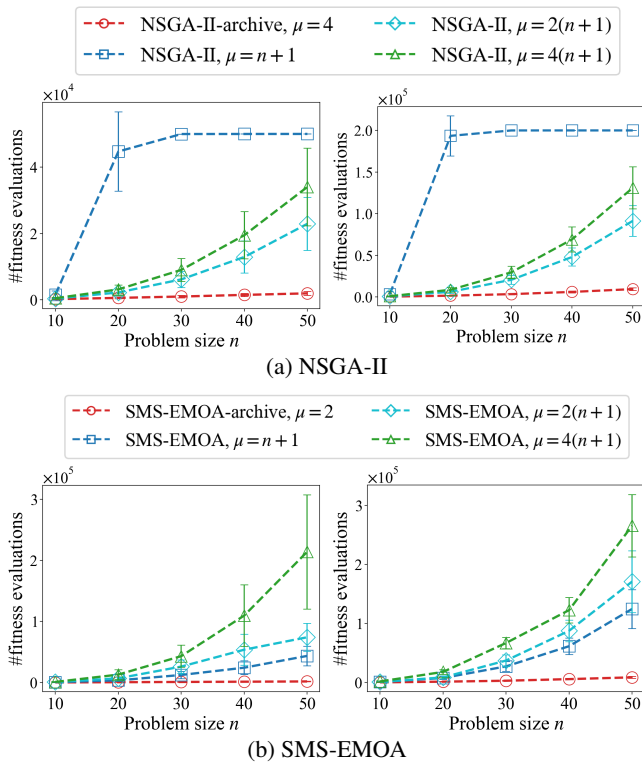 NSGA-II-archive, μ = 4
NSGA-II, μ = 2(n+1)
NSGA-II, μ = n+1
NSGA-II, μ = 4(n+1)
×10⁴
#fitness evaluations
4
2
0
10 20 30 40 50
Problem size n
×10⁵
#fitness evaluations
2.0
1.5
1.0
0.5
0.0
10 20 30 40 50
Problem size n
(a) NSGA-II
SMS-EMOA-archive, μ = 2
SMS-EMOA, μ = 2(n+1)
SMS-EMOA, μ = n+1
SMS-EMOA, μ = 4(n+1)
×10⁵
#fitness evaluations
3
2
1
0
10 20 30 40 50
Problem size n
×10⁵
#fitness evaluations
3
2
1
0
10 20 30 40 50
Problem size n
(b) SMS-EMOA